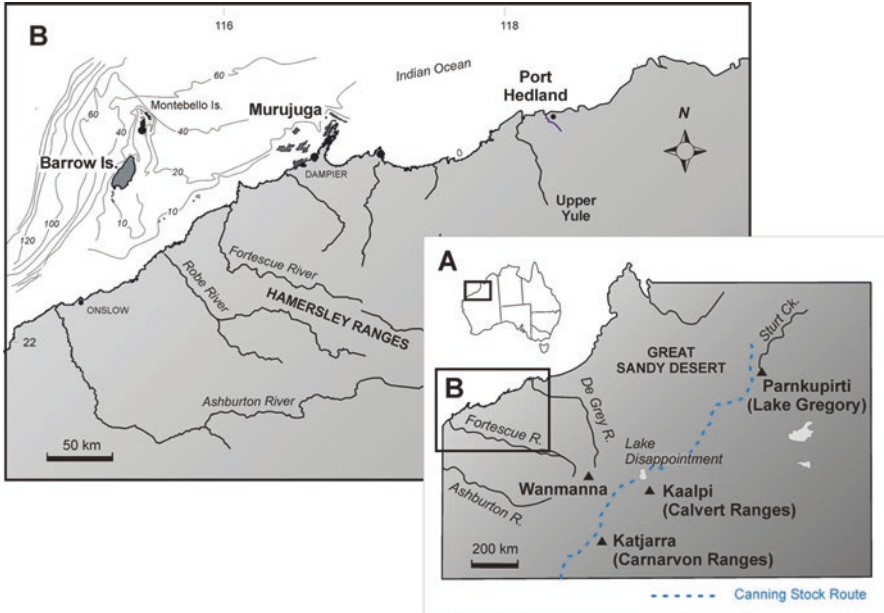 B
116
118
60
Indian Ocean
Port
Hedland
Montebello Is.
60
40
40
Murujuga
N
Barrow Is.
20
20
DAMPIER
Upper
Yule
10
100
10
120
Fortescue River
Robe River
HAMERSLEY RANGES
ONSLOW
22
Ashburton River
50 km
A
GREAT
SANDY DESERT
Sturt Ck.
Parnkupirti
(Lake Gregory)
B
De Grey R.
Fortescue R.
Lake
Disappointment
Wanmanna
Kaalpi
(Calvert Ranges)
Ashburton R.
Katjarra
(Carnarvon Ranges)
200 km
Canning Stock Route